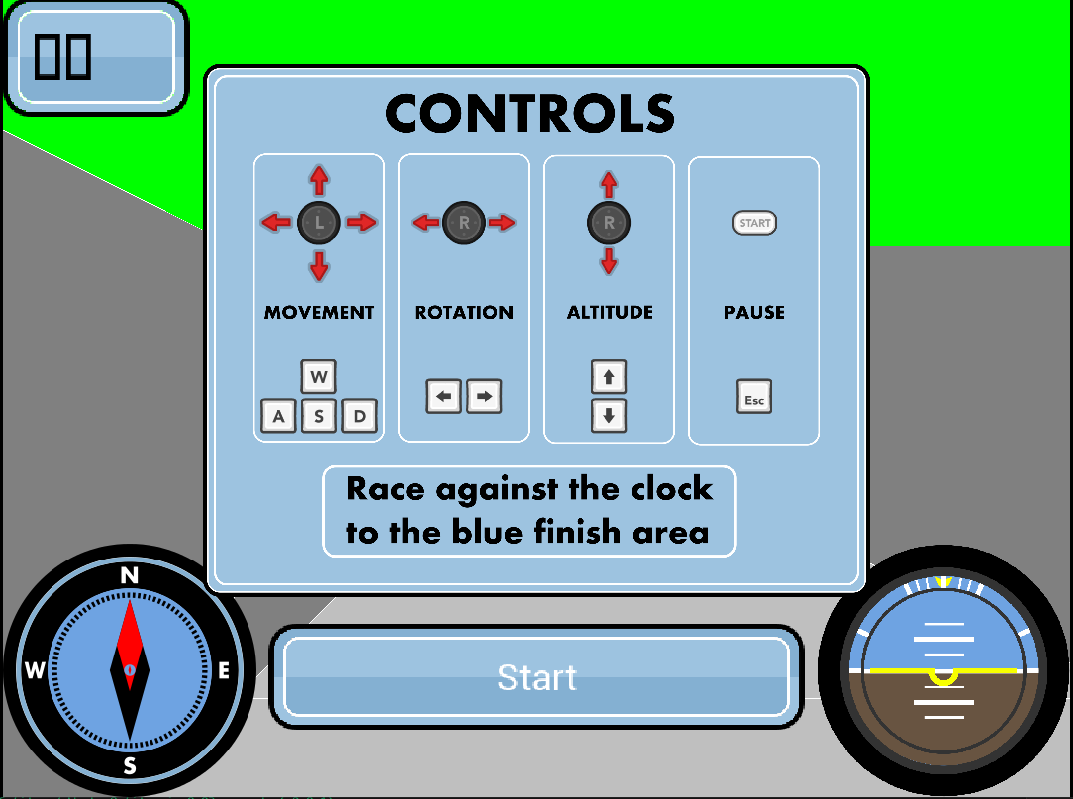 CONTROLS
L
R
R
START
MOVEMENT
ROTATION
ALTITUDE
PAUSE
W
A S D
Esc
Race against the clock
to the blue finish area
N
W
E
S
Start